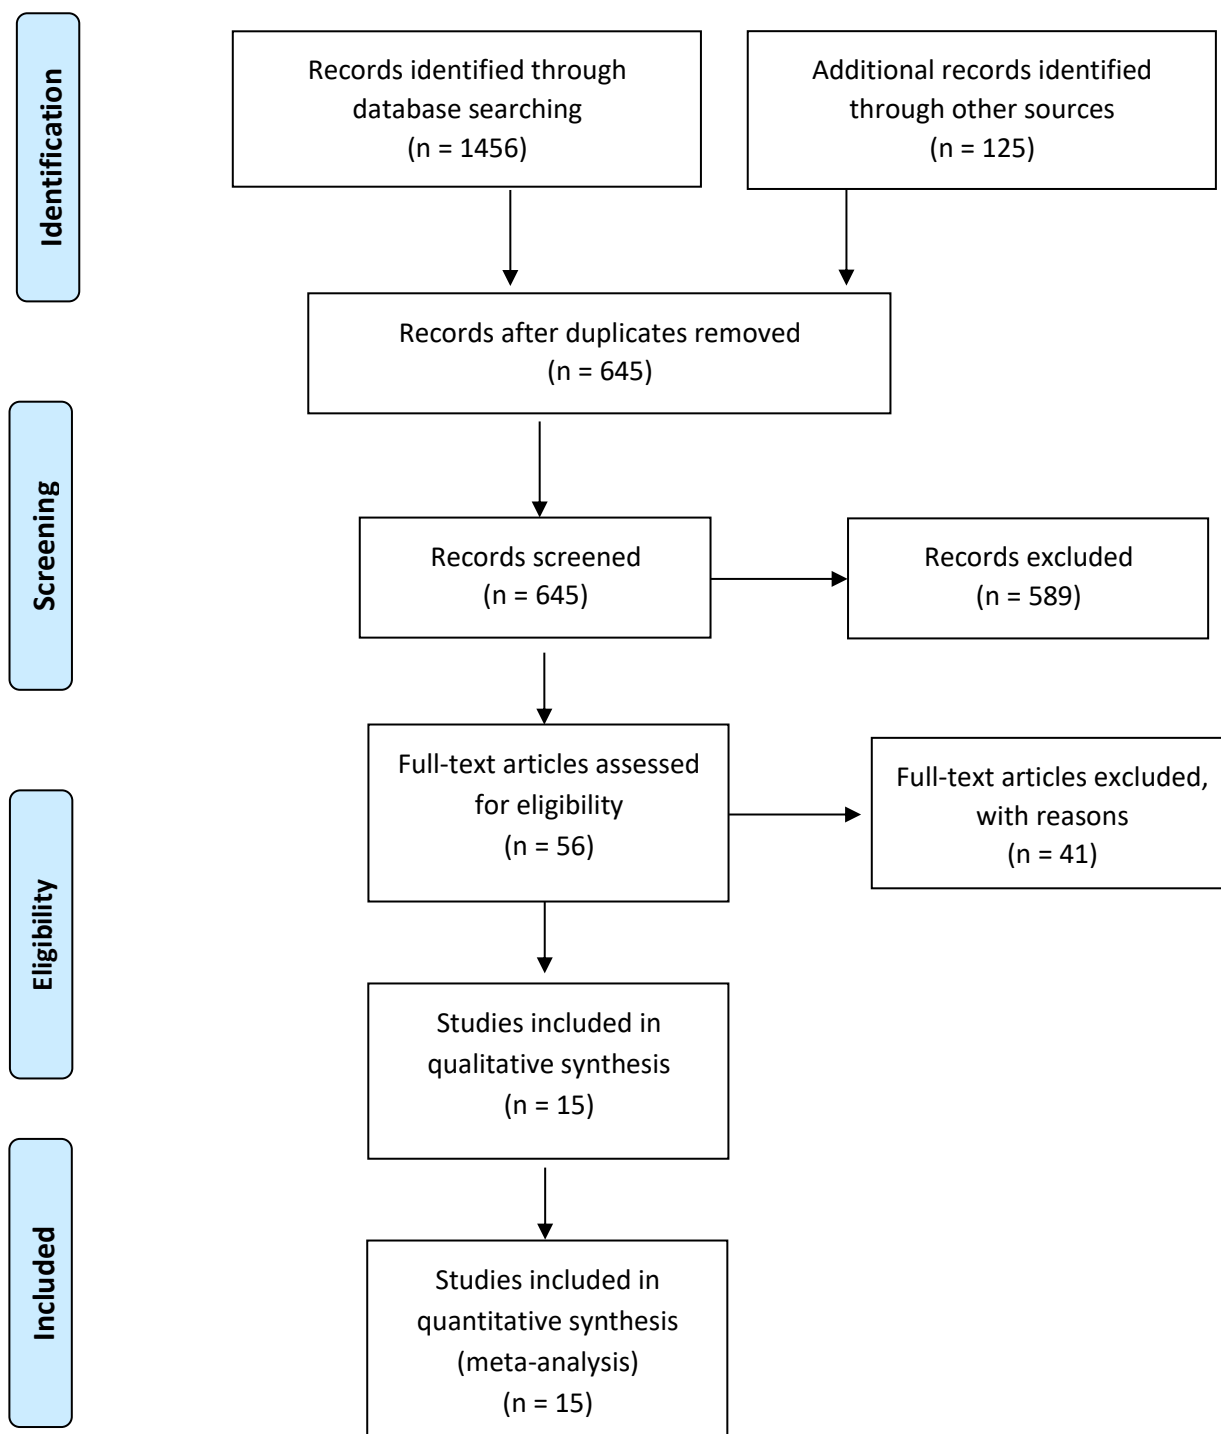 Identification
Records identified through
database searching
(n = 1456)
Additional records identified
through other sources
(n = 125)
Records after duplicates removed
(n = 645)
Screening
Records screened
(n = 645)
Records excluded
(n = 589)
Full-text articles assessed
for eligibility
(n = 56)
Full-text articles excluded,
with reasons
(n = 41)
Eligibility
Studies included in
qualitative synthesis
(n = 15)
Included
Studies included in
quantitative synthesis
(meta-analysis)
(n = 15)